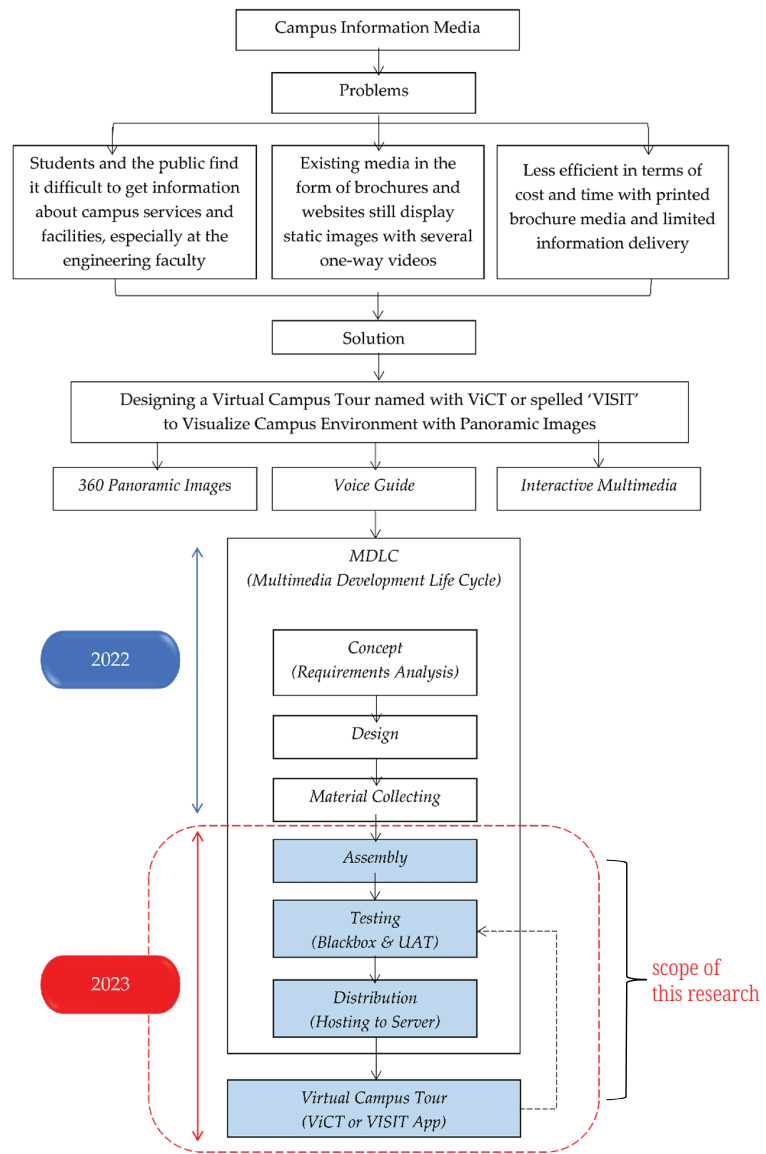 Campus Information Media
Problems
Students and the public find
it difficult to get information
about campus services and
facilities, especially at the
engineering faculty
Existing media in the
form of brochures and
websites still display
static images with several
one-way videos
Less efficient in terms of
cost and time with printed
brochure media and limited
information delivery
Solution
Designing a Virtual Campus Tour named with ViCT or spelled ‘VISIT’
to Visualize Campus Environment with Panoramic Images
360 Panoramic Images
Voice Guide
Interactive Multimedia
MDLC
(Multimedia Development Life Cycle)
2022
Concept
(Requirements Analysis)
Design
Material Collecting
Assembly
Testing
(Blackbox & UAT)
2023
Distribution
(Hosting to Server)
scope of
this research
Virtual Campus Tour
(ViCT or VISIT App)